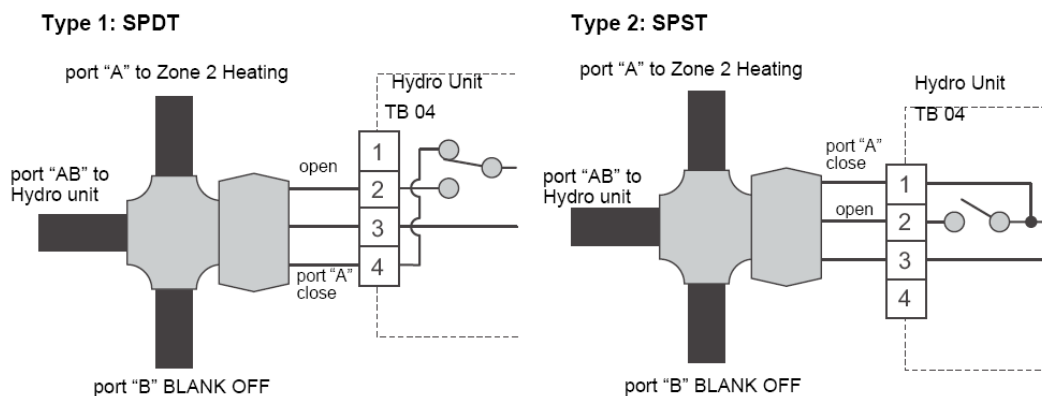 Type 1: SPDT
port “A” to Zone 2 Heating
Hydro Unit
TB 04
port “AB” to
Hydro unit
open
1
2
3
4
port “A”
close
port “B” BLANK OFF
Type 2: SPST
port “A” to Zone 2 Heating
Hydro Unit
TB 04
port “A”
close
port “AB” to
Hydro unit
open
1
2
3
4
port “B” BLANK OFF